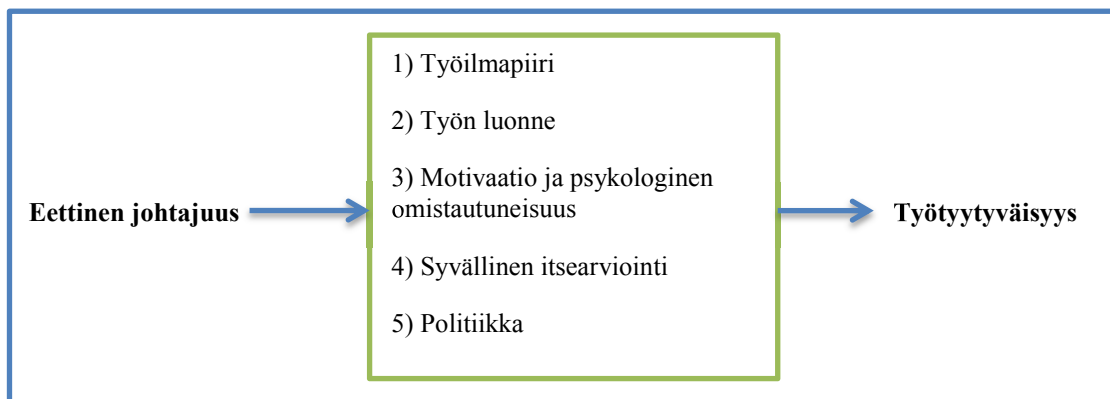 Eettinen johtajuus
1) Työilmapiiri
2) Työn luonne
3) Motivaatio ja psykologinen
omistautuneisuus
4) Syvällinen itsearviointi
5) Politiikka
Työtyytyväisyys